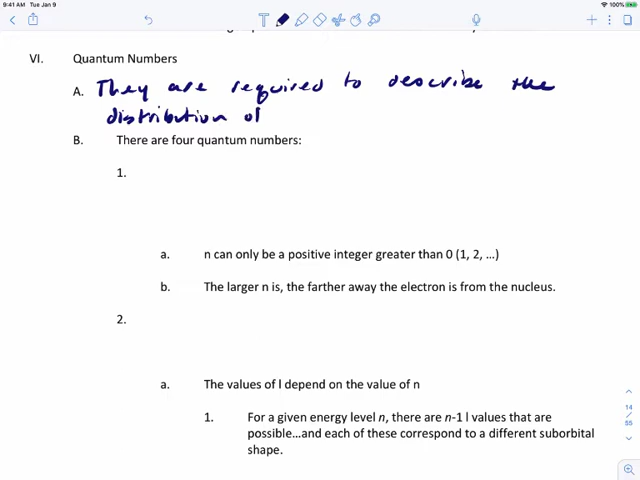 9:41 AM Tue Jan 9
100%
VI. Quantum Numbers
A. They are required to describe the
distribution of
B. There are four quantum numbers:
1.
a. n can only be a positive integer greater than 0 (1, 2, …)
b. The larger n is, the farther away the electron is from the nucleus.
2.
a. The values of l depend on the value of n
1. For a given energy level n, there are n-1 l values that are
possible…and each of these correspond to a different suborbital
shape.
14
/
55